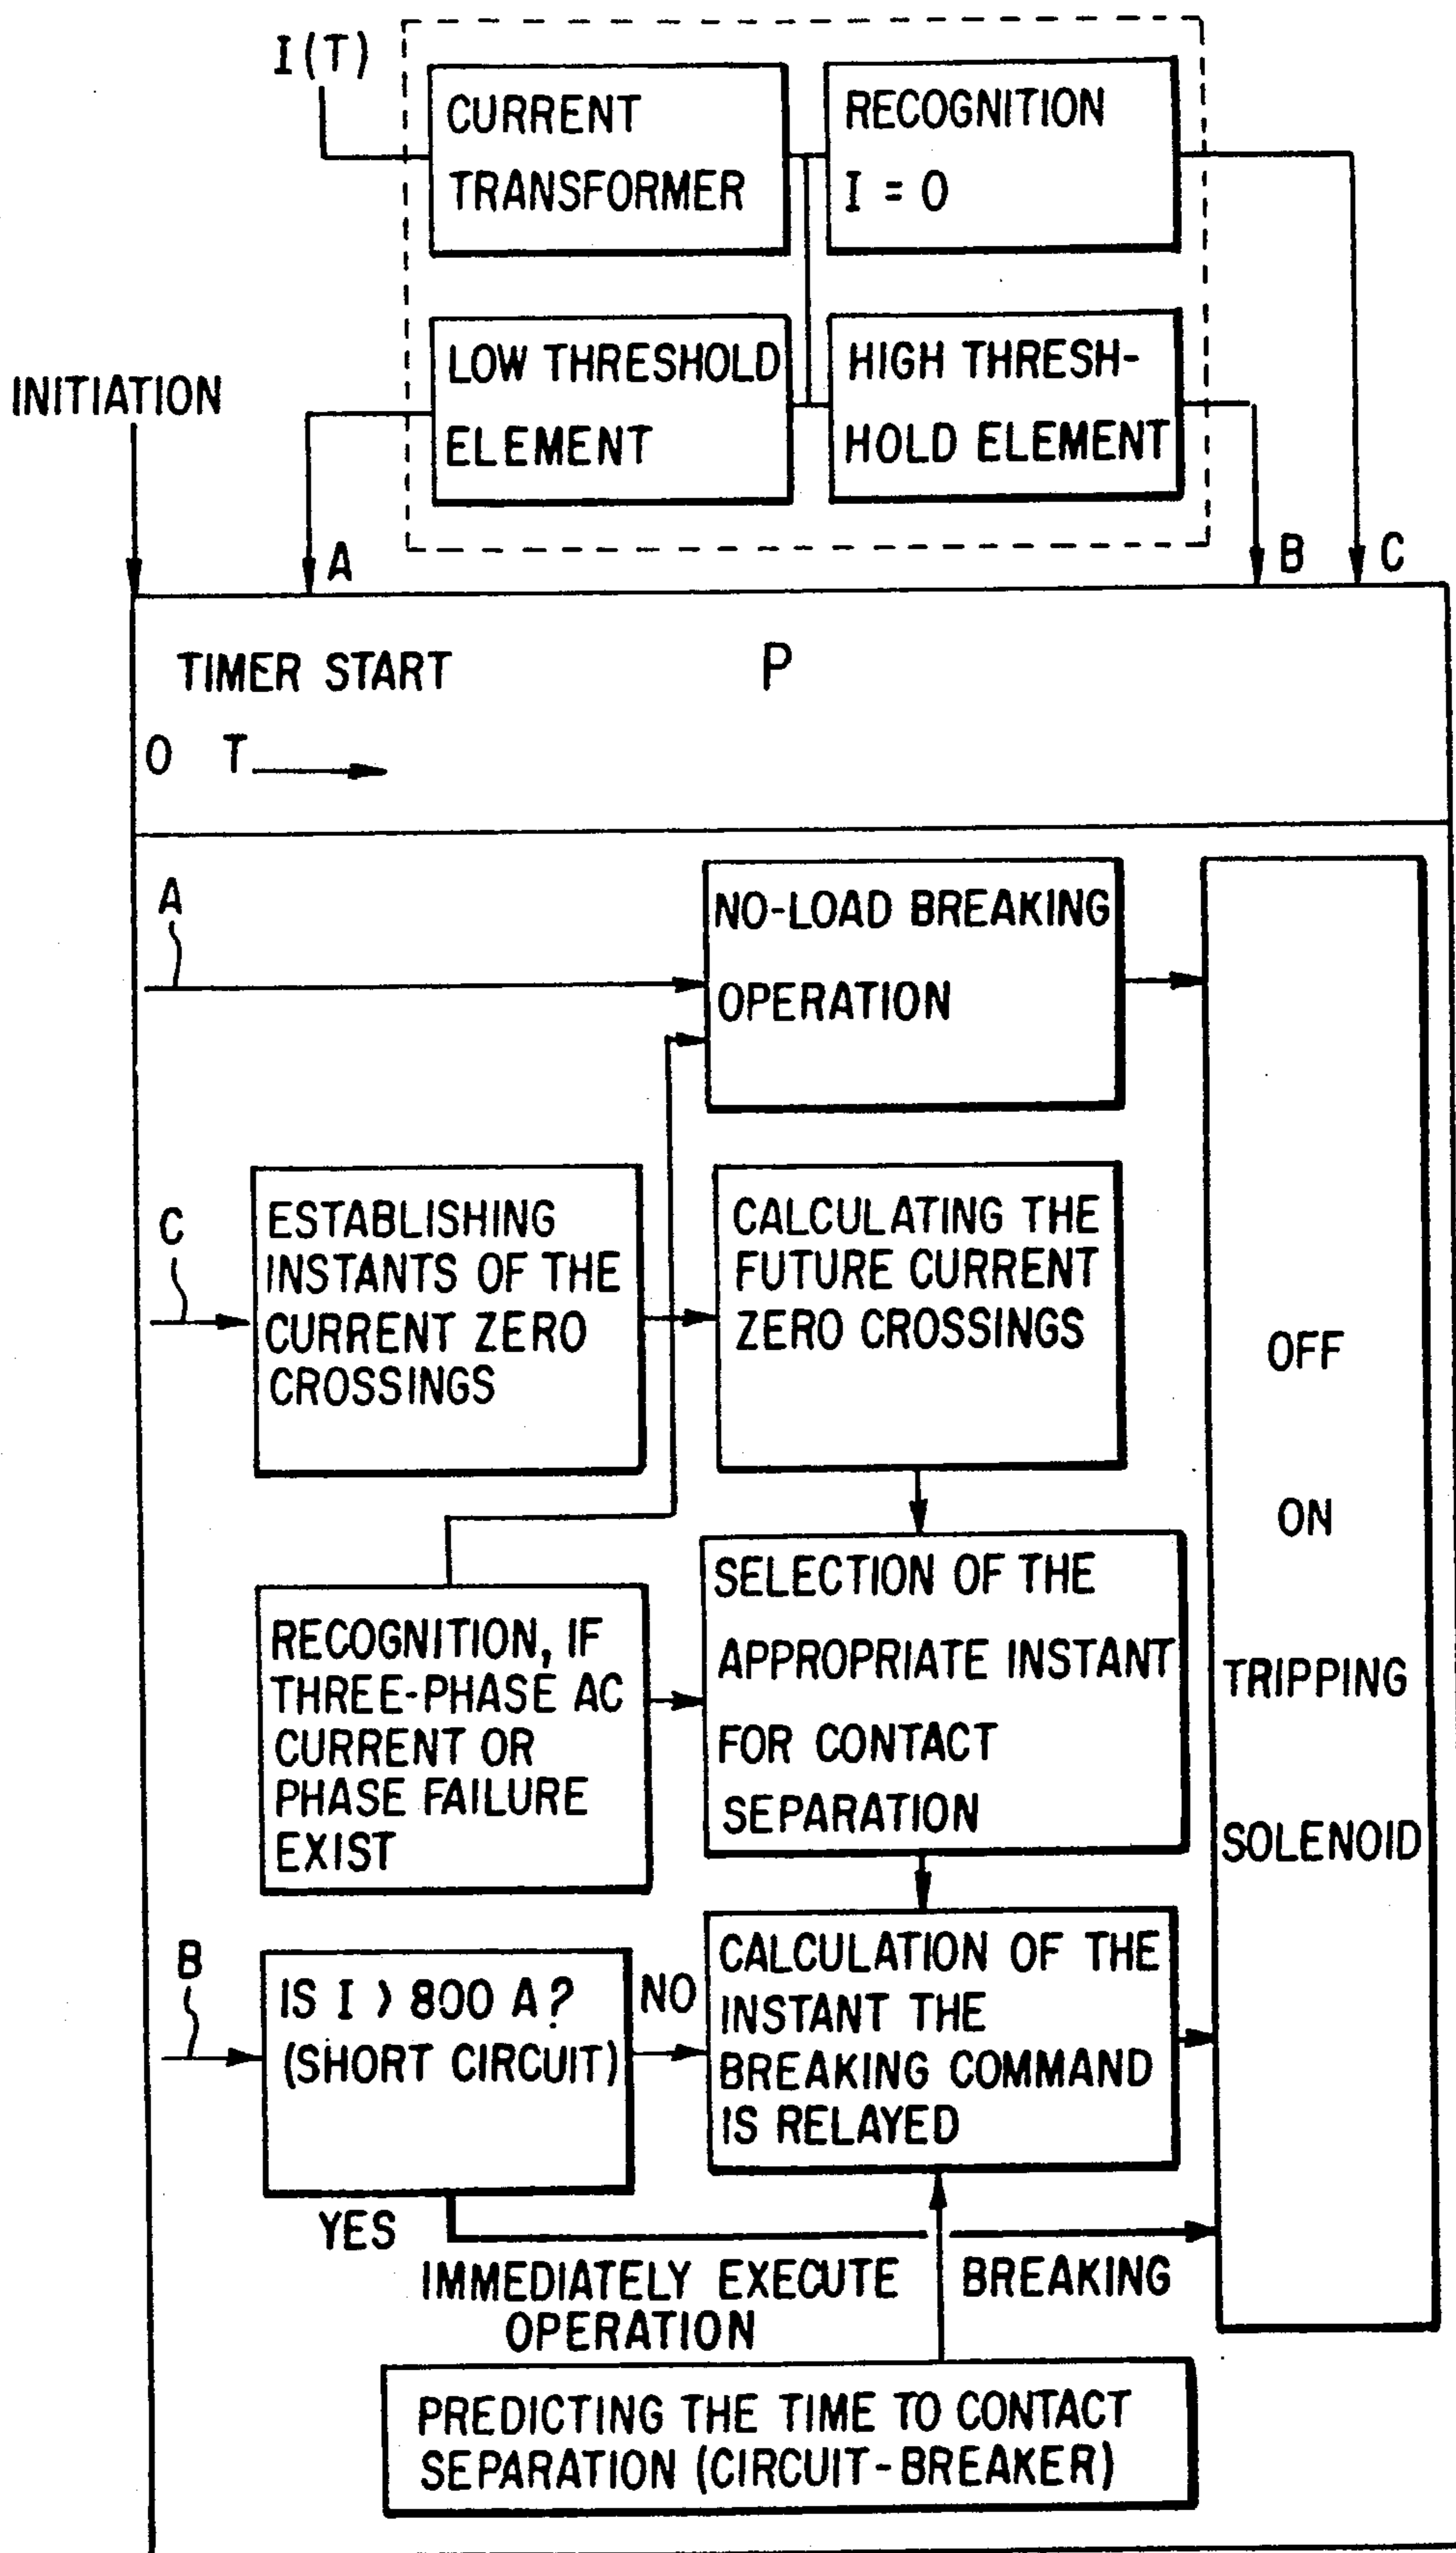 I(T)
CURRENT
TRANSFORMER
RECOGNITION
I = 0
LOW THRESHOLD
ELEMENT
HIGH THRESH-
HOLD ELEMENT
INITIATION
A
B
C
TIMER START
P
0 T
A
NO-LOAD BREAKING
OPERATION
C
ESTABLISHING
INSTANTS OF THE
CURRENT ZERO
CROSSINGS
CALCULATING THE
FUTURE CURRENT
ZERO CROSSINGS
OFF
ON
TRIPPING
SOLENOID
RECOGNITION, IF
THREE-PHASE AC
CURRENT OR
PHASE FAILURE
EXIST
SELECTION OF THE
APPROPRIATE INSTANT
FOR CONTACT
SEPARATION
B
IS I > 800 A?
(SHORT CIRCUIT)
NO
CALCULATION OF THE
INSTANT THE
BREAKING COMMAND
IS RELAYED
YES
IMMEDIATELY EXECUTE BREAKING
OPERATION
PREDICTING THE TIME TO CONTACT
SEPARATION (CIRCUIT-BREAKER)